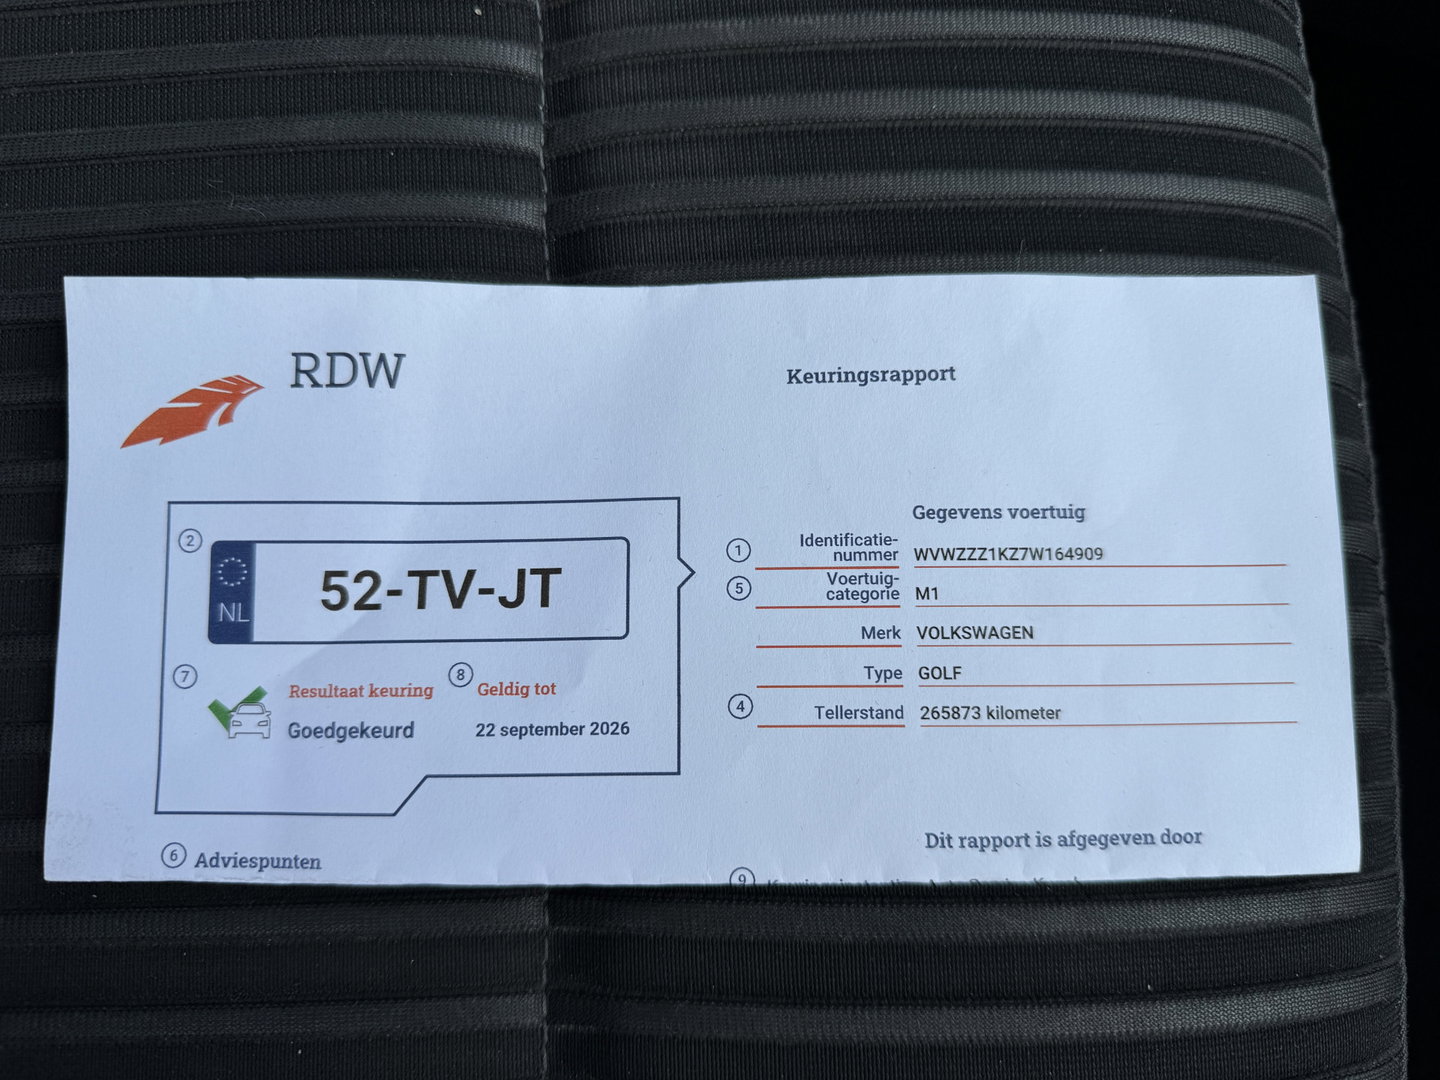 RDW
Keuringsrapport
2
NL
52-TV-JT
7
Resultaat keuring
Goedgekeurd
8
Geldig tot
22 september 2026
6 Adviespunten
Gegevens voertuig
1 Identificatie-
nummer WVWZZZ1KZ7W164909
5 Voertuig-
categorie M1
Merk VOLKSWAGEN
Type GOLF
4 Tellerstand 265873 kilometer
Dit rapport is afgegeven door
9